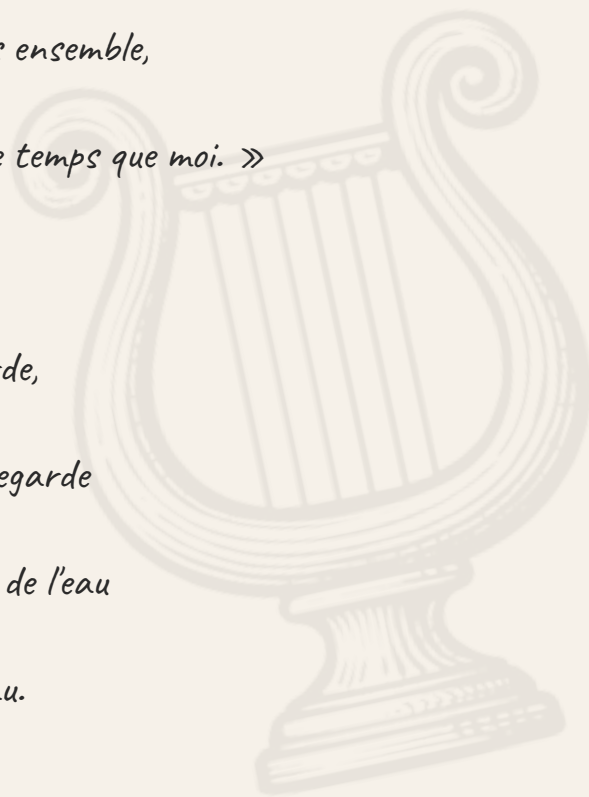 ensemble,
temps que moi. »
de,
egarde
de l'eau
u.